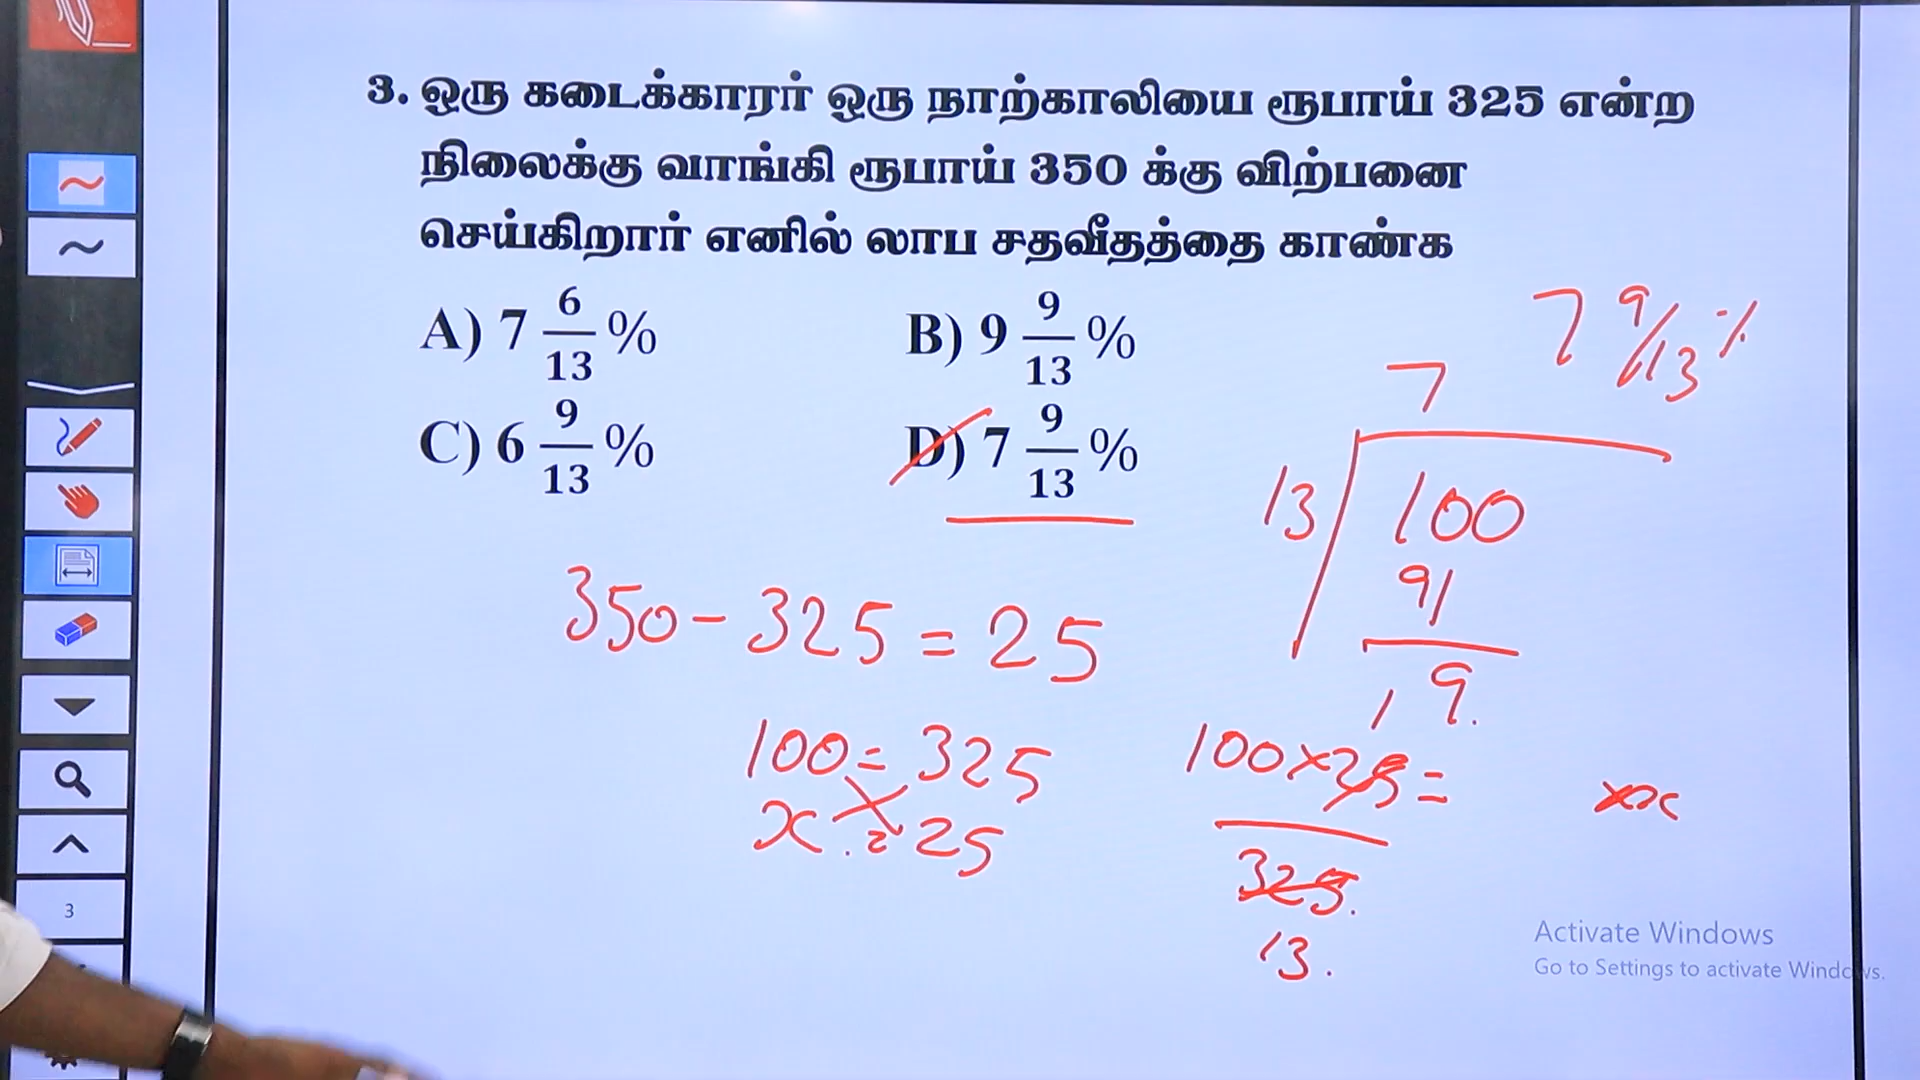 3. ஒரு கடைக்காரர் ஒரு நாற்காலியை ரூபாய் 325 என்ற
நிலைக்கு வாங்கி ரூபாய் 350 க்கு விற்பனை
செய்கிறார் எனில் லாப சதவீதத்தை காண்க
A) 7 6/13 %
B) 9 9/13 %
C) 6 9/13 %
D) 7 9/13 %
7 9/13 %
7
13 100
91
9.
350 - 325 = 25
100 = 325
x = 25
100 × 25 =
325.
13.
3
Activate Windows
Go to Settings to activate Windows.